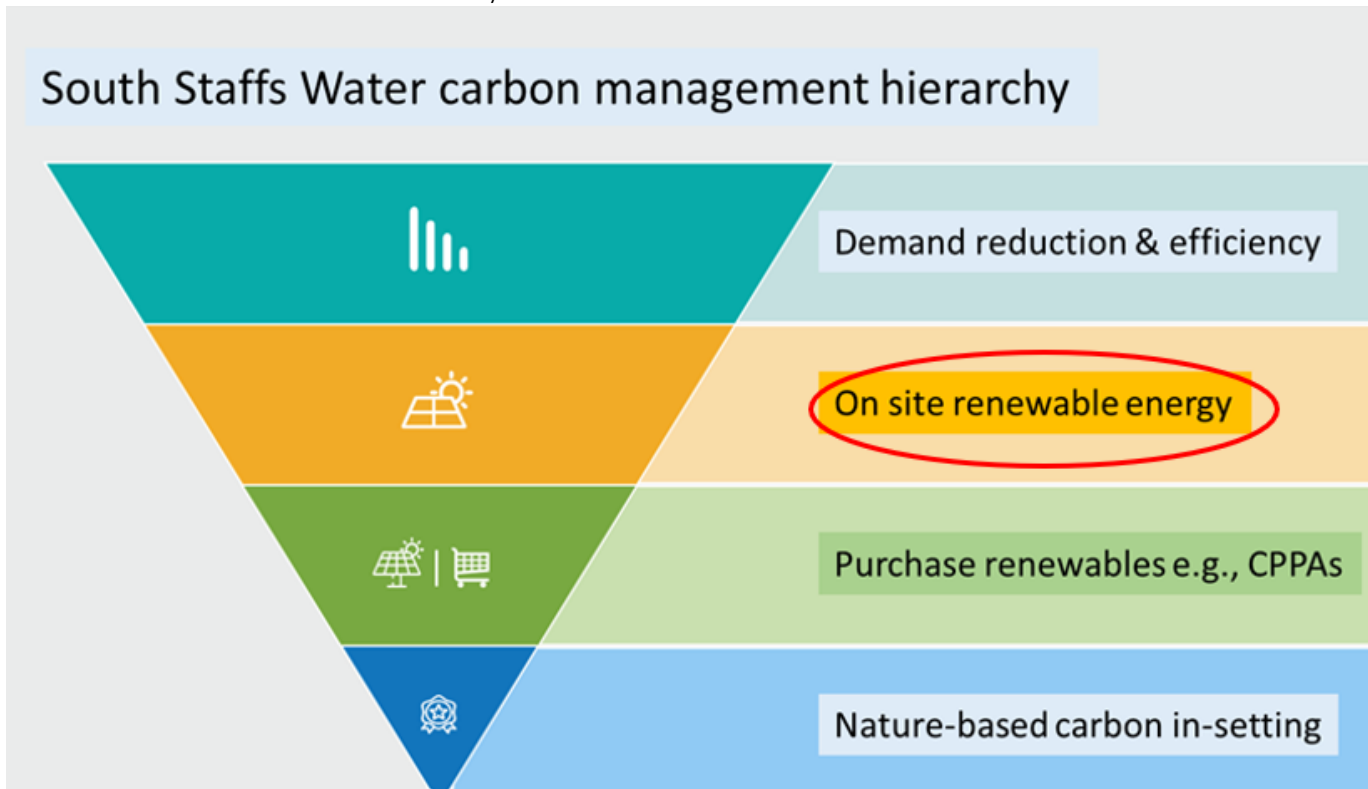 South Staffs Water carbon management hierarchy
Demand reduction & efficiency
On site renewable energy
Purchase renewables e.g., CPPAs
Nature-based carbon in-setting